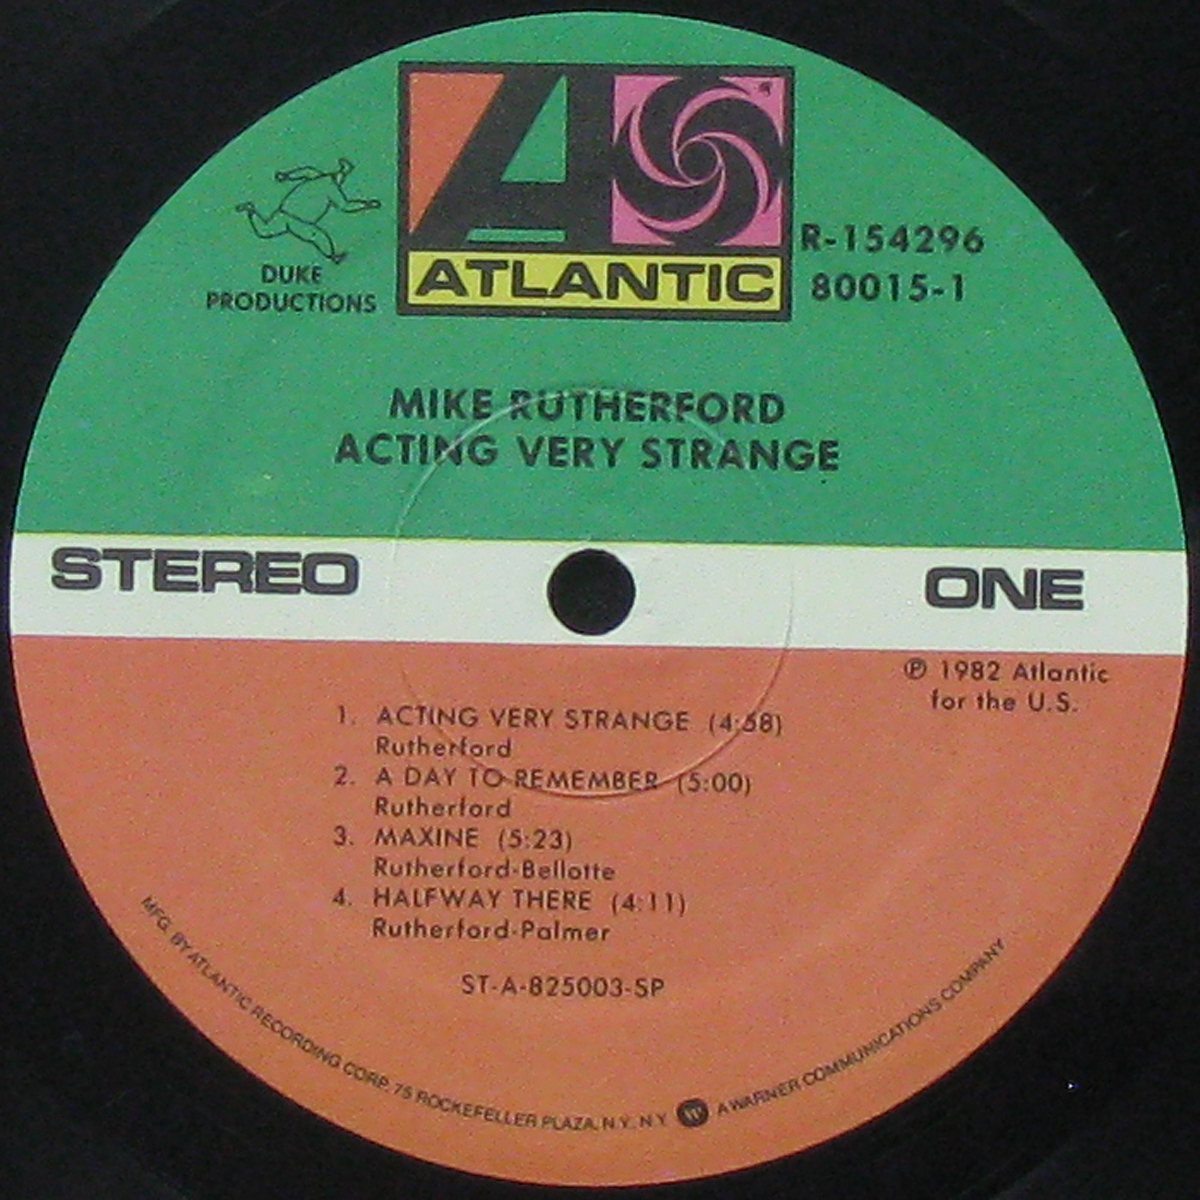 ATLANTIC
DUKE
PRODUCTIONS
R-154296
80015-1
MIKE RUTHERFORD
ACTING VERY STRANGE
STEREO
ONE
℗ 1982 Atlantic
for the U.S.
1. ACTING VERY STRANGE (4:58)
Rutherford
2. A DAY TO REMEMBER (5:00)
Rutherford
3. MAXINE (5:23)
Rutherford-Bellotte
4. HALFWAY THERE (4:11)
Rutherford-Palmer
ST-A-825003-SP
MFG. BY ATLANTIC RECORDING CORP. 75 ROCKEFELLER PLAZA, N.Y. N.Y. A WARNER COMMUNICATIONS COMPANY